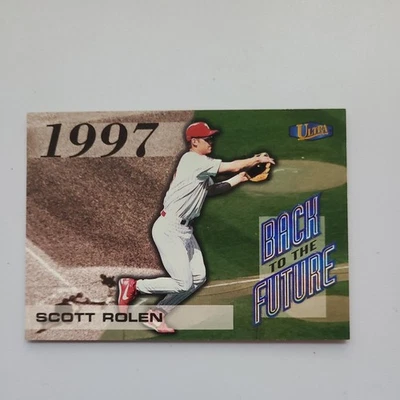 1997
ULTRA
BACK
TO THE
FUTURE
SCOTT ROLEN